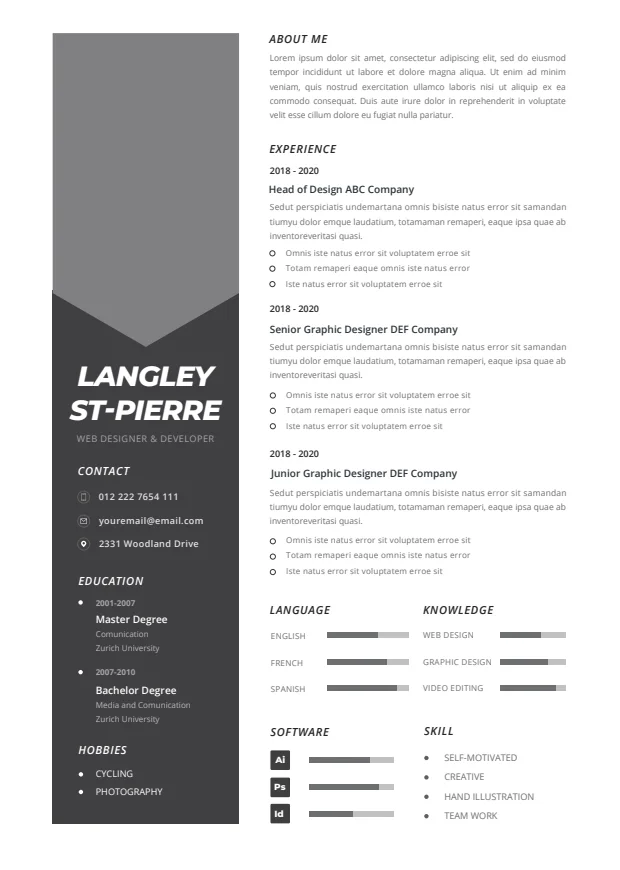 LANGLEY
ST-PIERRE
WEB DESIGNER & DEVELOPER
CONTACT
012 222 7654 111
youremail@email.com
2331 Woodland Drive
EDUCATION
2001-2007
Master Degree
Comunication
Zurich University
2007-2010
Bachelor Degree
Media and Comunication
Zurich University
HOBBIES
CYCLING
PHOTOGRAPHY
ABOUT ME
Lorem ipsum dolor sit amet, consectetur adipiscing elit, sed do eiusmod
tempor incididunt ut labore et dolore magna aliqua. Ut enim ad minim
veniam, quis nostrud exercitation ullamco laboris nisi ut aliquip ex ea
commodo consequat. Duis aute irure dolor in reprehenderit in voluptate
velit esse cillum dolore eu fugiat nulla pariatur.
EXPERIENCE
2018 - 2020
Head of Design ABC Company
Sedut perspiciatis undemartana omnis bisiste natus error sit samandan
tiumyu dolor emque laudatium, totamaman remaperi, eaque ipsa quae ab
inventoreveritasi quasi.
Omnis iste natus error sit voluptatem erroe sit
Totam remaperi eaque omnis iste natus error
Iste natus error sit voluptatem erroe sit
2018 - 2020
Senior Graphic Designer DEF Company
Sedut perspiciatis undemartana omnis bisiste natus error sit samandan
tiumyu dolor emque laudatium, totamaman remaperi, eaque ipsa quae ab
inventoreveritasi quasi.
Omnis iste natus error sit voluptatem erroe sit
Totam remaperi eaque omnis iste natus error
Iste natus error sit voluptatem erroe sit
2018 - 2020
Junior Graphic Designer DEF Company
Sedut perspiciatis undemartana omnis bisiste natus error sit samandan
tiumyu dolor emque laudatium, totamaman remaperi, eaque ipsa quae ab
inventoreveritasi quasi.
Omnis iste natus error sit voluptatem erroe sit
Totam remaperi eaque omnis iste natus error
Iste natus error sit voluptatem erroe sit
LANGUAGE
ENGLISH
FRENCH
SPANISH
KNOWLEDGE
WEB DESIGN
GRAPHIC DESIGN
VIDEO EDITING
SOFTWARE
Ai
Ps
Id
SKILL
SELF-MOTIVATED
CREATIVE
HAND ILLUSTRATION
TEAM WORK